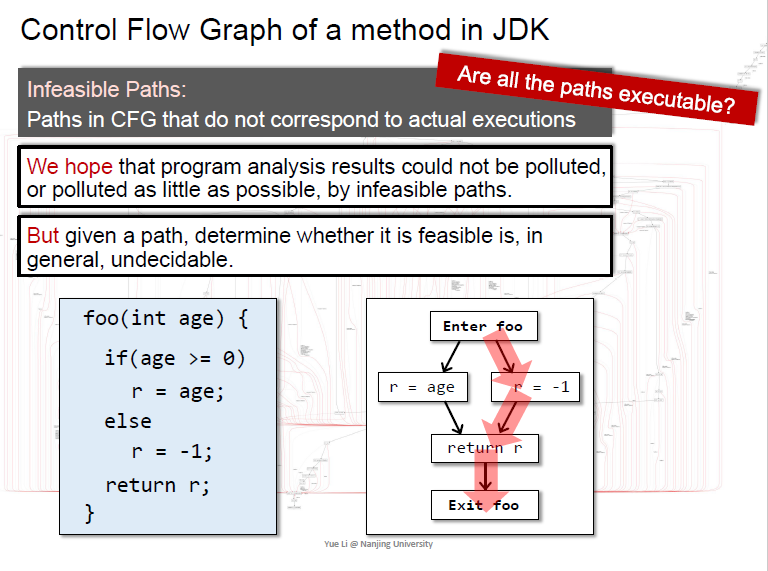 Control Flow Graph of a method in JDK
Are all the paths executable?
Infeasible Paths:
Paths in CFG that do not correspond to actual executions
We hope that program analysis results could not be polluted,
or polluted as little as possible, by infeasible paths.
But given a path, determine whether it is feasible is, in
general, undecidable.
foo(int age) {
if(age >= 0)
r = age;
else
r = -1;
return r;
}
Enter foo
r = age
r = -1
return r
Exit foo
Yue Li @ Nanjing University